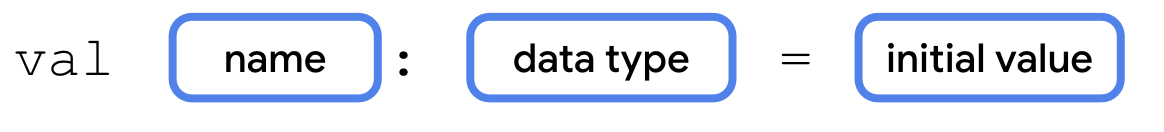 val name : data type = initial value